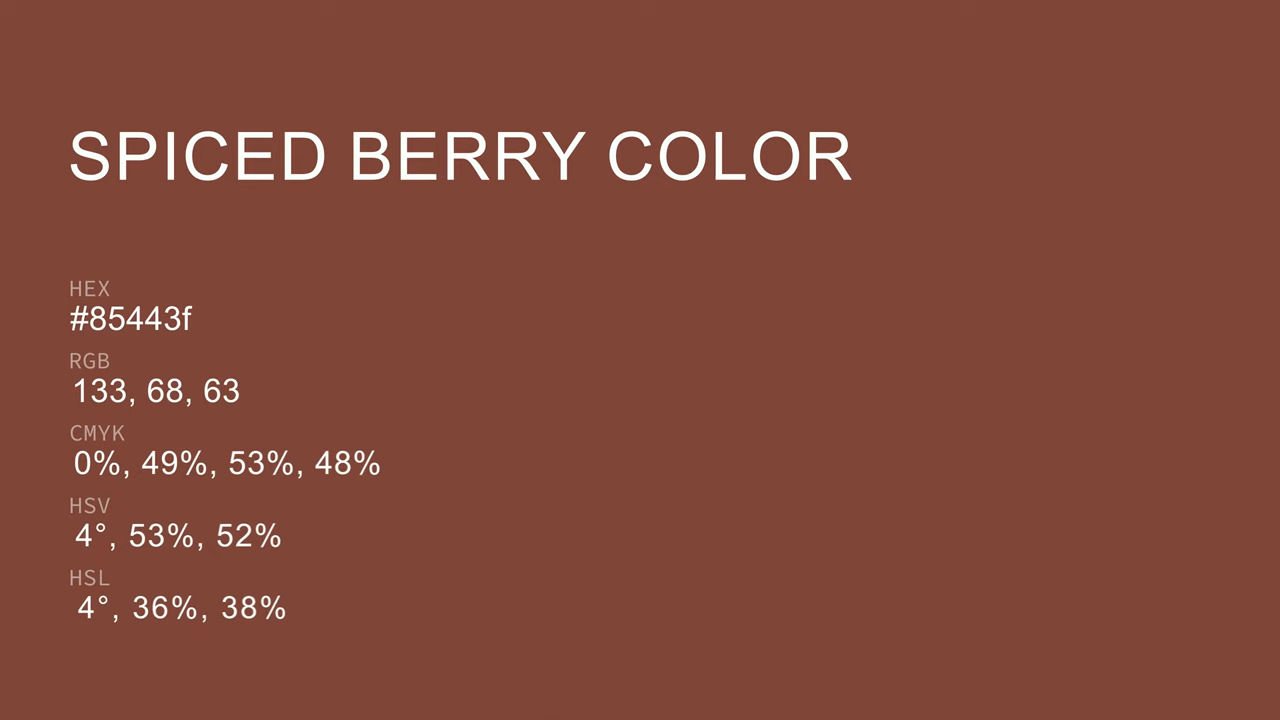 SPICED BERRY COLOR
HEX
#85443f
RGB
133, 68, 63
CMYK
0%, 49%, 53%, 48%
HSV
4°, 53%, 52%
HSL
4°, 36%, 38%